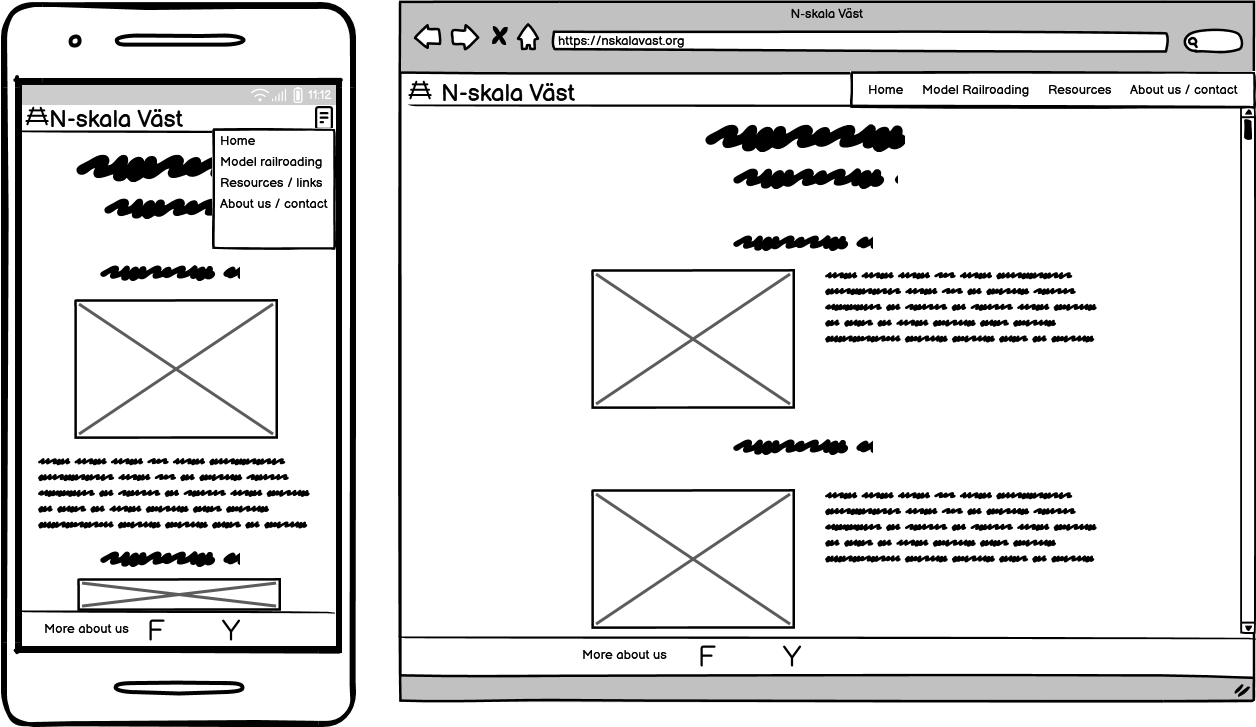 11:12
N-skala Väst
Home
Model railroading
Resources / links
About us / contact
More about us F Y
N-skala Väst
https://nskalavast.org
N-skala Väst
Home Model Railroading Resources About us / contact
More about us F Y